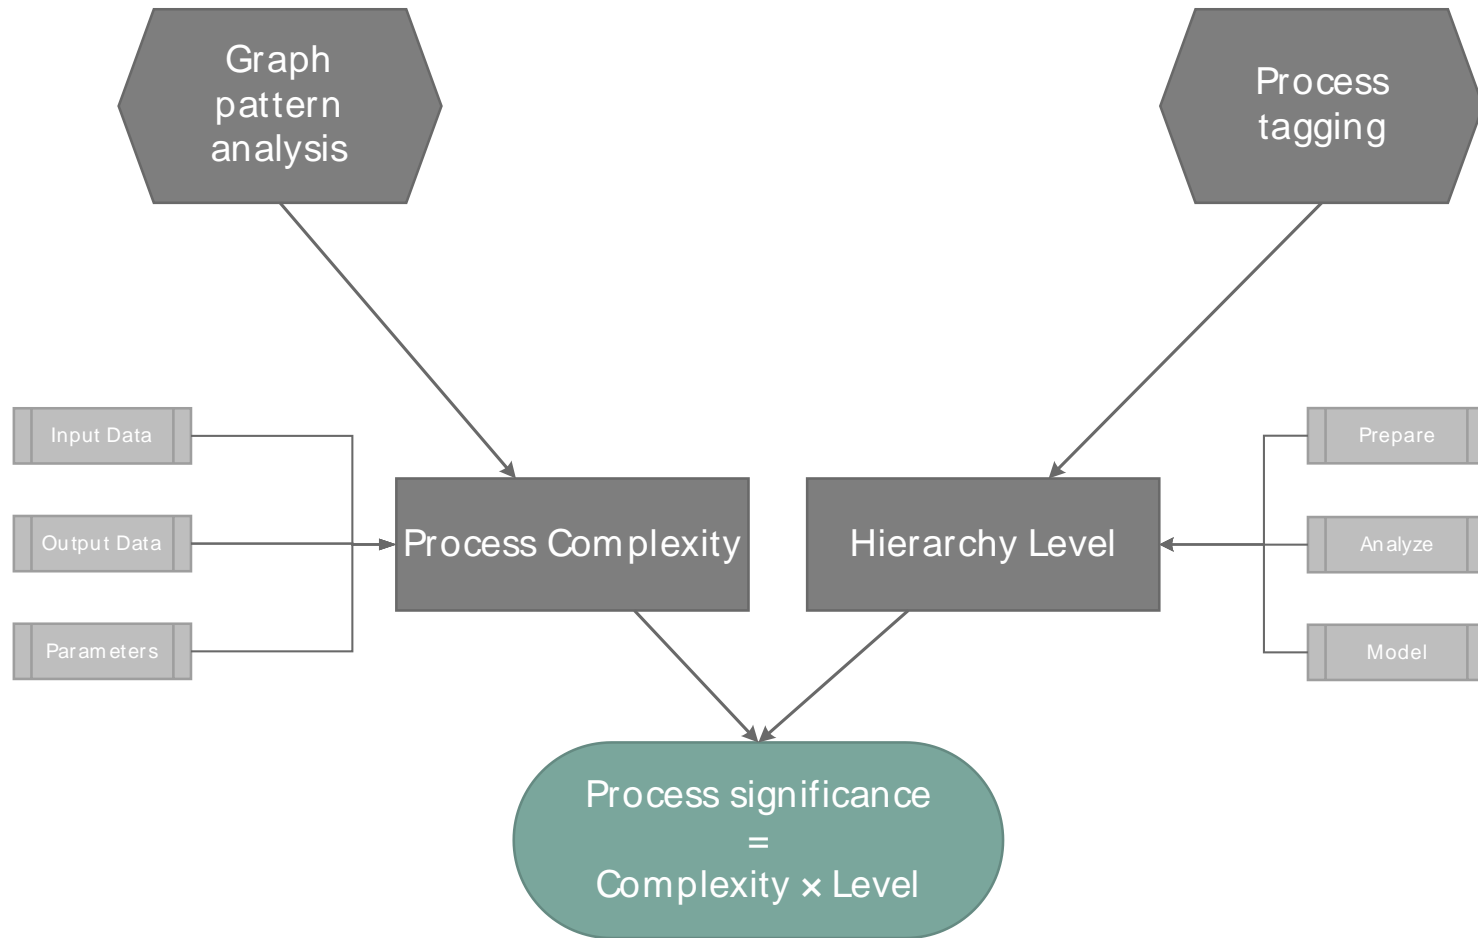 Graph
pattern
analysis
Process
tagging
Input Data
Output Data
Parameters
Process Complexity
Hierarchy Level
Prepare
Analyze
Model
Process significance
=
Complexity × Level